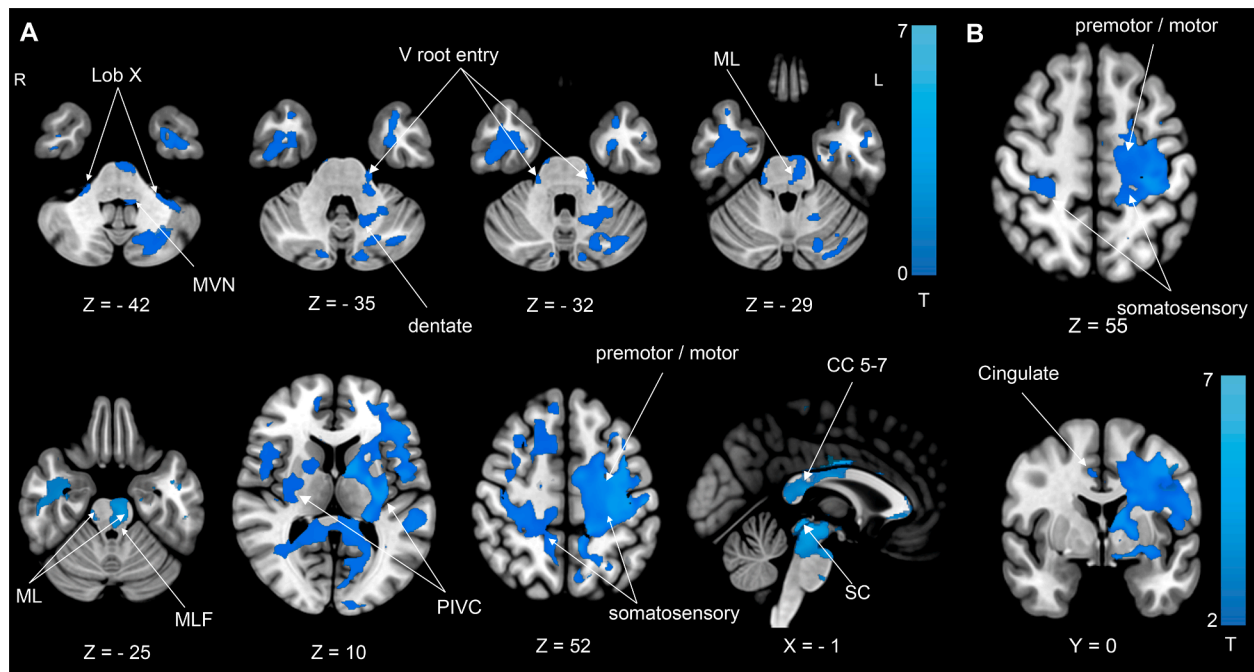 A
7
B
premotor / motor
V root entry
ML
Lob X
R
L
MVN
0
somatosensory
Z = - 42
Z = - 35
Z = - 32
Z = - 29
T
Z = 55
dentate
premotor / motor
CC 5-7
Cingulate
7
ML
MLF
PIVC
somatosensory
SC
2
Z = - 25
Z = 10
Z = 52
X = - 1
Y = 0
T